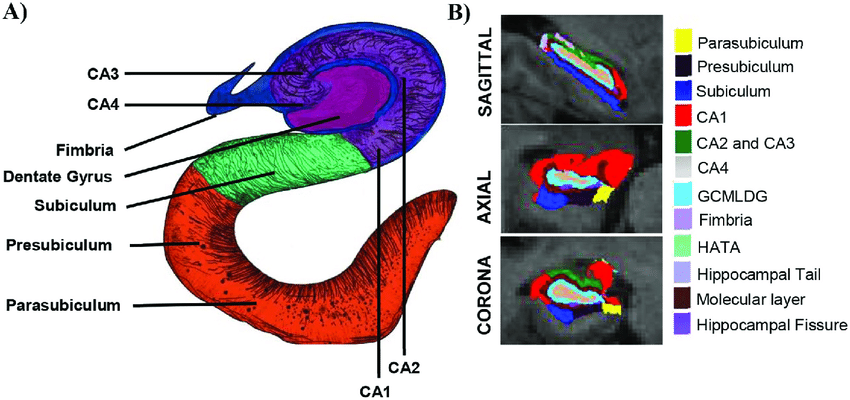 A)
CA3
CA4
Fimbria
Dentate Gyrus
Subiculum
Presubiculum
Parasubiculum
CA2
CA1
B)
SAGITTAL
AXIAL
CORONA
Parasubiculum
Presubiculum
Subiculum
CA1
CA2 and CA3
CA4
GCMLDG
Fimbria
HATA
Hippocampal Tail
Molecular layer
Hippocampal Fissure